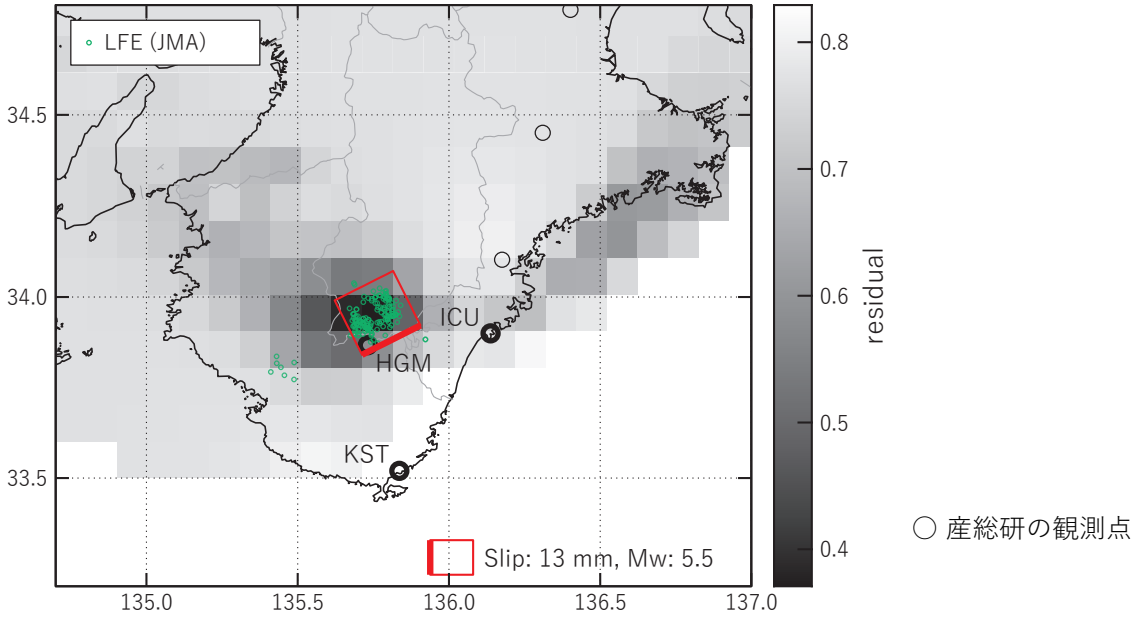 LFE (JMA)
34.5
34.0
33.5
ICU
HGM
KST
Slip: 13 mm, Mw: 5.5
135.0
135.5
136.0
136.5
137.0
0.8
0.7
0.6
0.5
0.4
residual
産総研の観測点